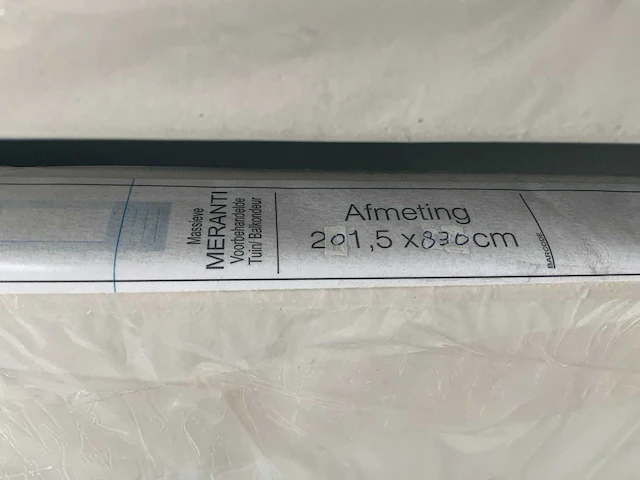 Massieve
MERANTI
Voorbehandelde
Tuin/ Balkondeur
Afmeting
201,5 x 830cm
BARCODE